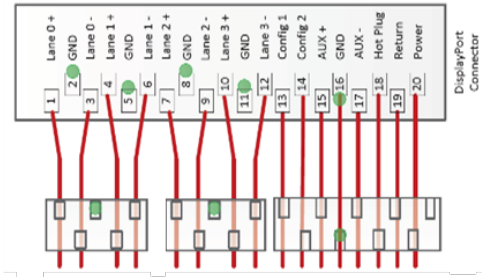 Lane 0 +
GND
Lane 0 -
Lane 1 +
GND
Lane 1 -
Lane 2 +
GND
Lane 2 -
Lane 3 +
GND
Lane 3 -
Config 1
Config 2
AUX +
GND
AUX -
Hot Plug
Return
Power
1
2
3
4
5
6
7
8
9
10
11
12
13
14
15
16
17
18
19
20
DisplayPort
Connector